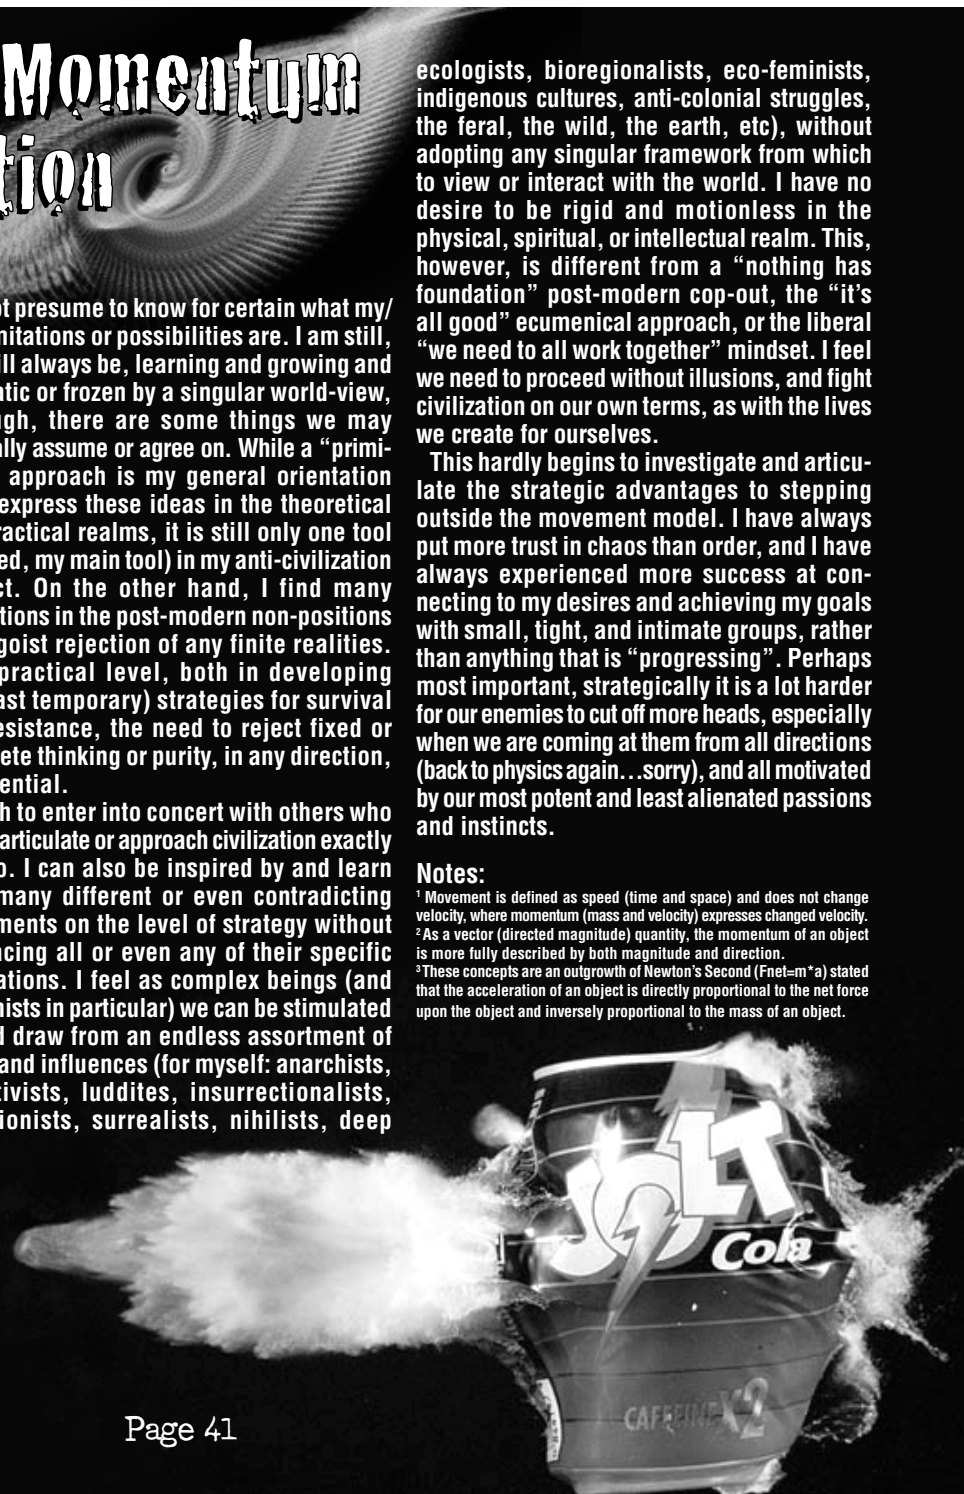 Momentum
tion
ot presume to know for certain what my/
nitations or possibilities are. I am still,
ill always be, learning and growing and
atic or frozen by a singular world-view,
ugh, there are some things we may
ally assume or agree on. While a “primi-
approach is my general orientation
express these ideas in the theoretical
ractical realms, it is still only one tool
ed, my main tool) in my anti-civilization
ct. On the other hand, I find many
tions in the post-modern non-positions
goist rejection of any finite realities.
practical level, both in developing
ast temporary) strategies for survival
esistance, the need to reject fixed or
ete thinking or purity, in any direction,
ential.
h to enter into concert with others who
articulate or approach civilization exactly
o. I can also be inspired by and learn
many different or even contradicting
ments on the level of strategy without
acing all or even any of their specific
ations. I feel as complex beings (and
hists in particular) we can be stimulated
d draw from an endless assortment of
and influences (for myself: anarchists,
tivists, luddites, insurrectionalists,
ionists, surrealists, nihilists, deep
ecologists, bioregionalists, eco-feminists,
indigenous cultures, anti-colonial struggles,
the feral, the wild, the earth, etc), without
adopting any singular framework from which
to view or interact with the world. I have no
desire to be rigid and motionless in the
physical, spiritual, or intellectual realm. This,
however, is different from a “nothing has
foundation” post-modern cop-out, the “it’s
all good” ecumenical approach, or the liberal
“we need to all work together” mindset. I feel
we need to proceed without illusions, and fight
civilization on our own terms, as with the lives
we create for ourselves.
This hardly begins to investigate and articu-
late the strategic advantages to stepping
outside the movement model. I have always
put more trust in chaos than order, and I have
always experienced more success at con-
necting to my desires and achieving my goals
with small, tight, and intimate groups, rather
than anything that is “progressing”. Perhaps
most important, strategically it is a lot harder
for our enemies to cut off more heads, especially
when we are coming at them from all directions
(back to physics again…sorry), and all motivated
by our most potent and least alienated passions
and instincts.
Notes:
¹ Movement is defined as speed (time and space) and does not change
velocity, where momentum (mass and velocity) expresses changed velocity.
² As a vector (directed magnitude) quantity, the momentum of an object
is more fully described by both magnitude and direction.
³ These concepts are an outgrowth of Newton’s Second (Fnet=m*a) stated
that the acceleration of an object is directly proportional to the net force
upon the object and inversely proportional to the mass of an object.
JOLT
Cola
CAFFEINE X2
Page 41